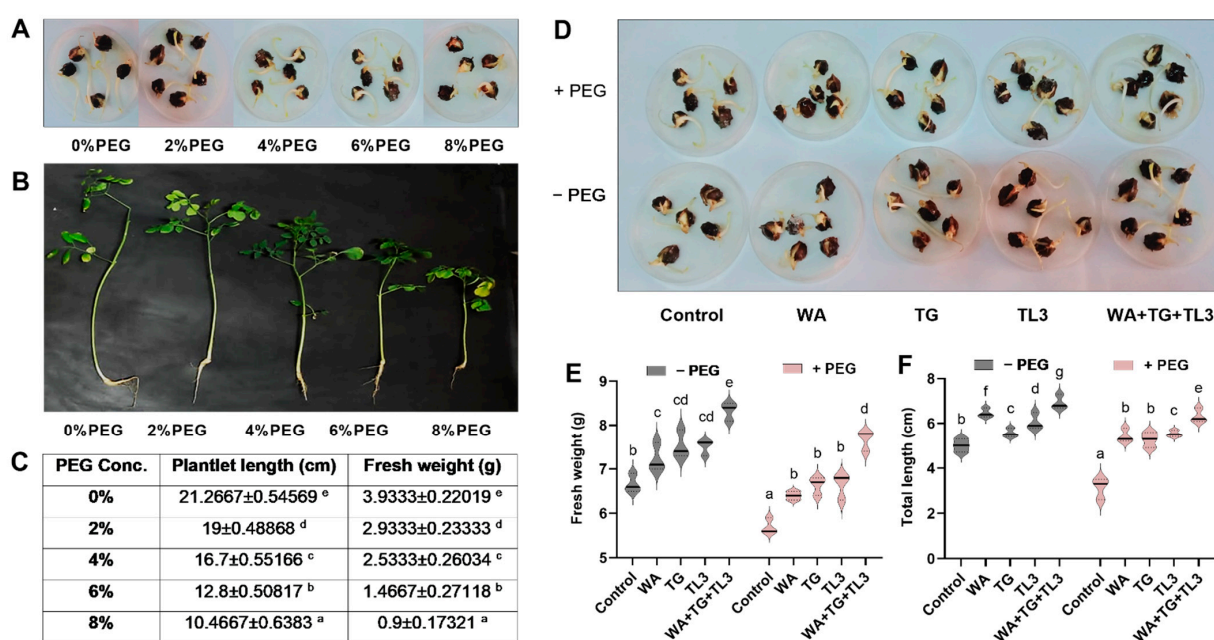 A
0%PEG 2%PEG 4%PEG 6%PEG 8%PEG
B
0%PEG 2%PEG 4%PEG 6%PEG 8%PEG
C
PEG Conc. Plantlet length (cm) Fresh weight (g)
0% 21.2667±0.54569 e 3.9333±0.22019 e
2% 19±0.48868 d 2.9333±0.23333 d
4% 16.7±0.55166 c 2.5333±0.26034 c
6% 12.8±0.50817 b 1.4667±0.27118 b
8% 10.4667±0.6383 a 0.9±0.17321 a
D
+ PEG
– PEG
Control WA TG TL3 WA+TG+TL3
E
– PEG + PEG
Fresh weight (g)
9
8
7
6
5
b c cd cd e a b b b d
Control WA TG TL3 WA+TG+TL3 Control WA TG TL3 WA+TG+TL3
F
– PEG + PEG
Total length (cm)
8
6
4
2
0
b f c d g a b b c e
Control WA TG TL3 WA+TG+TL3 Control WA TG TL3 WA+TG+TL3